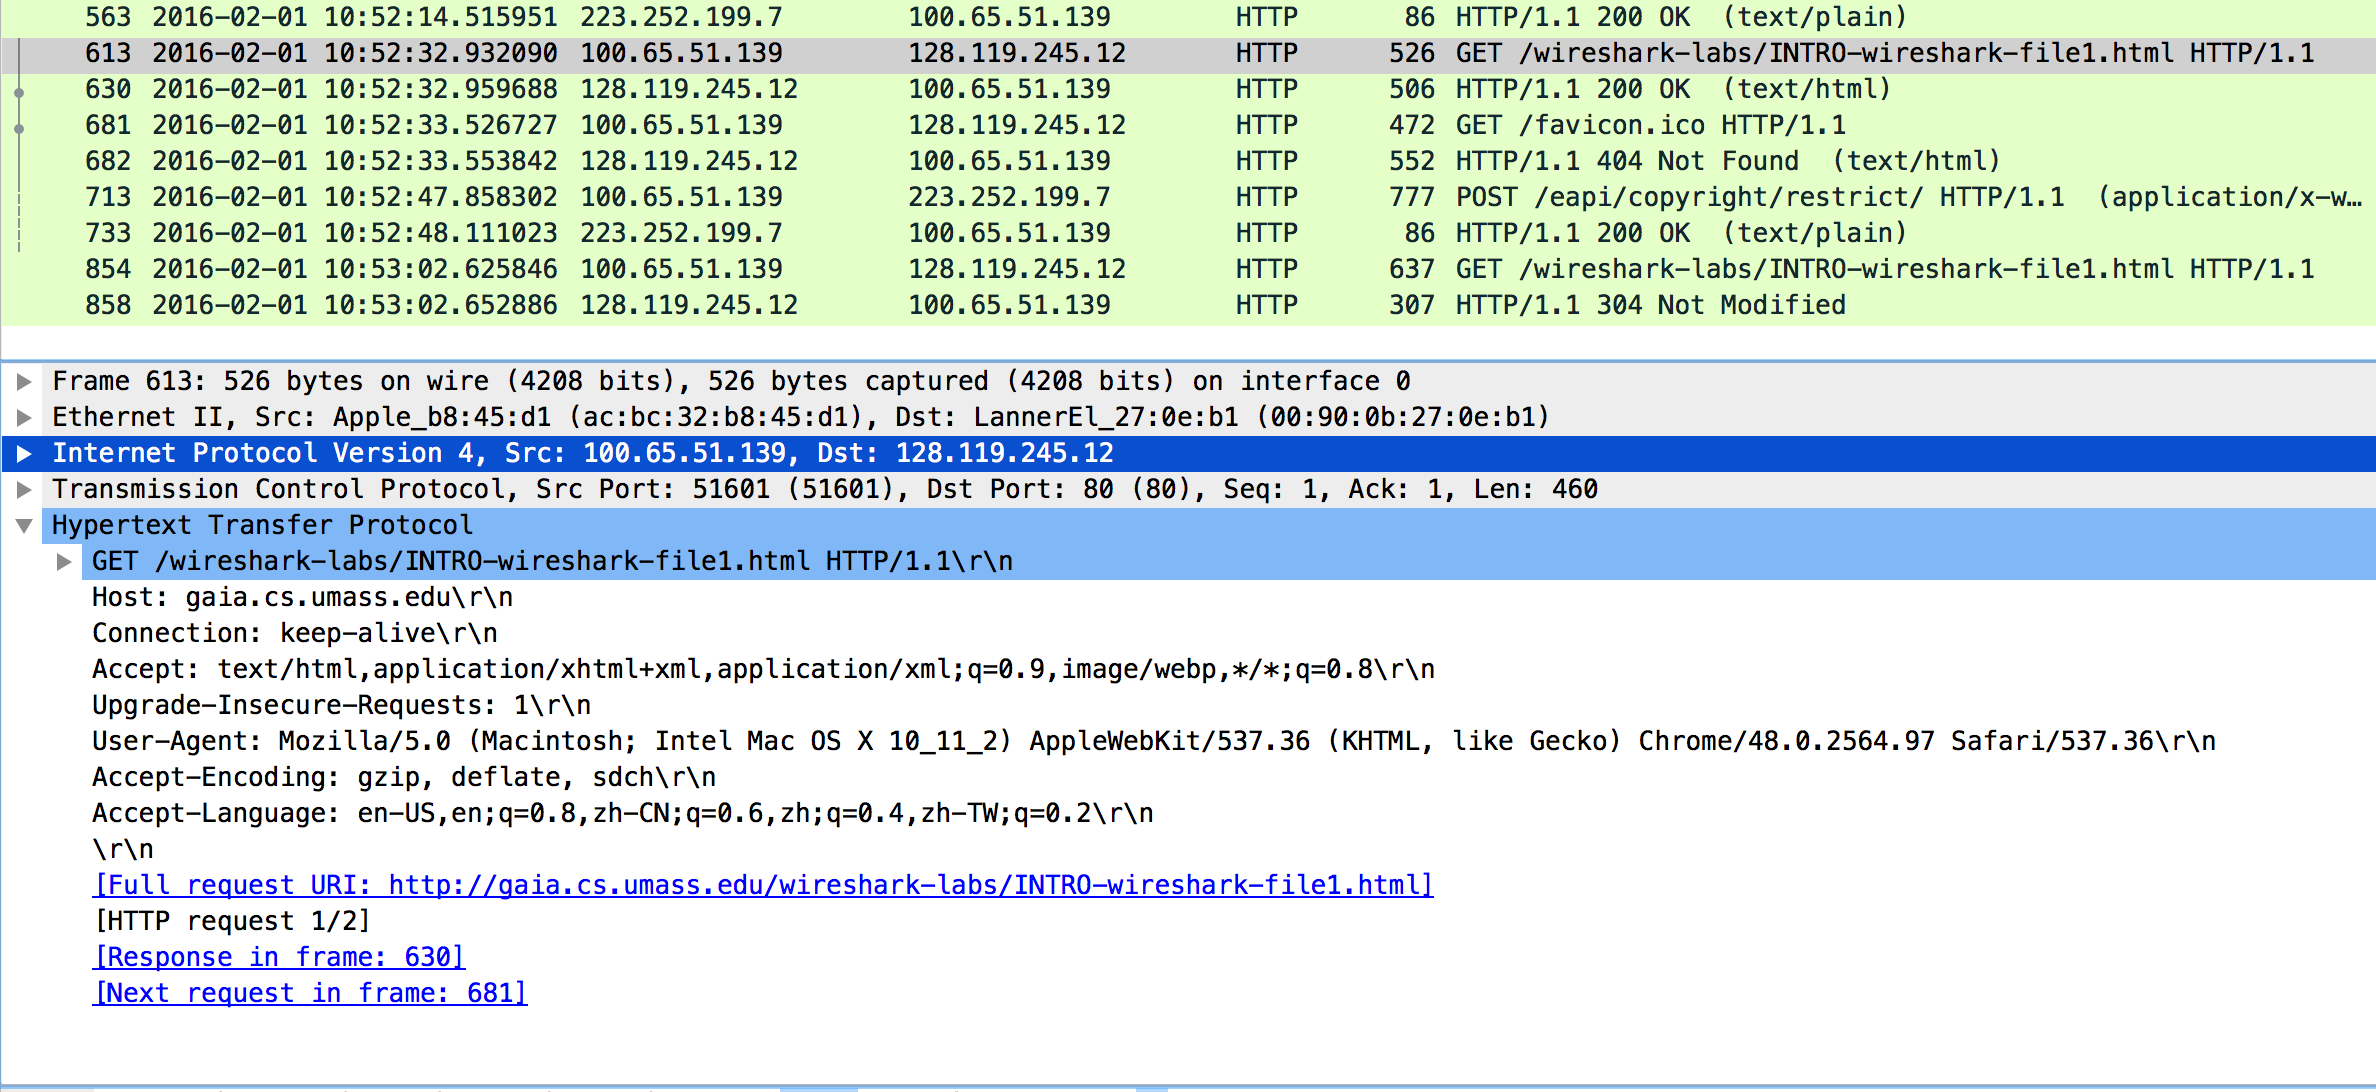 563 2016-02-01 10:52:14.515951 223.252.199.7 100.65.51.139 HTTP 86 HTTP/1.1 200 OK (text/plain)
613 2016-02-01 10:52:32.932090 100.65.51.139 128.119.245.12 HTTP 526 GET /wireshark-labs/INTRO-wireshark-file1.html HTTP/1.1
630 2016-02-01 10:52:32.959688 128.119.245.12 100.65.51.139 HTTP 506 HTTP/1.1 200 OK (text/html)
681 2016-02-01 10:52:33.526727 100.65.51.139 128.119.245.12 HTTP 472 GET /favicon.ico HTTP/1.1
682 2016-02-01 10:52:33.553842 128.119.245.12 100.65.51.139 HTTP 552 HTTP/1.1 404 Not Found (text/html)
713 2016-02-01 10:52:47.858302 100.65.51.139 223.252.199.7 HTTP 777 POST /eapi/copyright/restrict/ HTTP/1.1 (application/x-w…
733 2016-02-01 10:52:48.111023 223.252.199.7 100.65.51.139 HTTP 86 HTTP/1.1 200 OK (text/plain)
854 2016-02-01 10:53:02.625846 100.65.51.139 128.119.245.12 HTTP 637 GET /wireshark-labs/INTRO-wireshark-file1.html HTTP/1.1
858 2016-02-01 10:53:02.652886 128.119.245.12 100.65.51.139 HTTP 307 HTTP/1.1 304 Not Modified
Frame 613: 526 bytes on wire (4208 bits), 526 bytes captured (4208 bits) on interface 0
Ethernet II, Src: Apple_b8:45:d1 (ac:bc:32:b8:45:d1), Dst: LannerEl_27:0e:b1 (00:90:0b:27:0e:b1)
Internet Protocol Version 4, Src: 100.65.51.139, Dst: 128.119.245.12
Transmission Control Protocol, Src Port: 51601 (51601), Dst Port: 80 (80), Seq: 1, Ack: 1, Len: 460
Hypertext Transfer Protocol
GET /wireshark-labs/INTRO-wireshark-file1.html HTTP/1.1\r\n
Host: gaia.cs.umass.edu\r\n
Connection: keep-alive\r\n
Accept: text/html,application/xhtml+xml,application/xml;q=0.9,image/webp,*/*;q=0.8\r\n
Upgrade-Insecure-Requests: 1\r\n
User-Agent: Mozilla/5.0 (Macintosh; Intel Mac OS X 10_11_2) AppleWebKit/537.36 (KHTML, like Gecko) Chrome/48.0.2564.97 Safari/537.36\r\n
Accept-Encoding: gzip, deflate, sdch\r\n
Accept-Language: en-US,en;q=0.8,zh-CN;q=0.6,zh;q=0.4,zh-TW;q=0.2\r\n
\r\n
[Full request URI: http://gaia.cs.umass.edu/wireshark-labs/INTRO-wireshark-file1.html]
[HTTP request 1/2]
[Response in frame: 630]
[Next request in frame: 681]